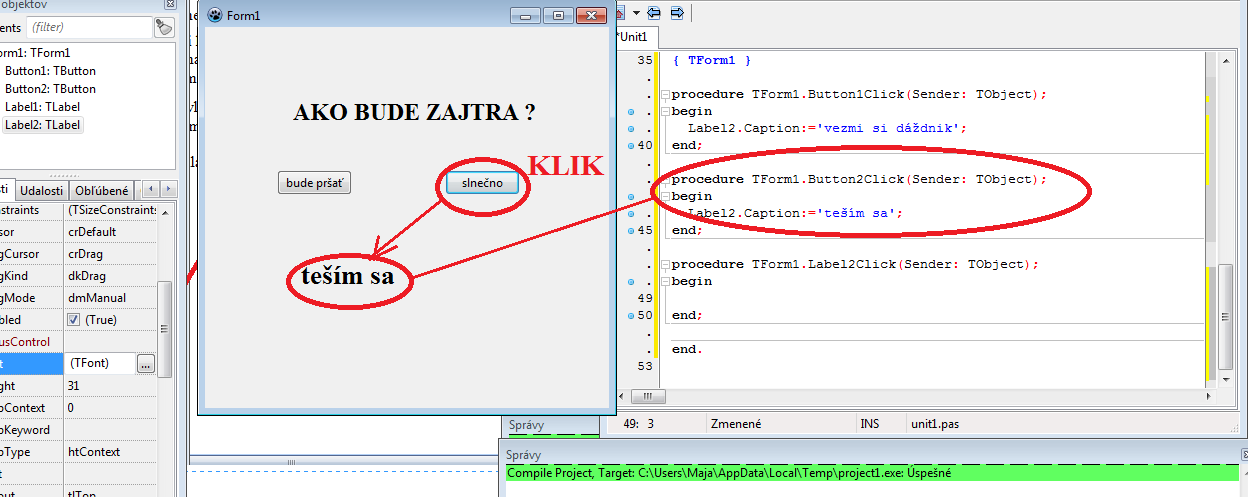 objektov
(filter)
Form1: TForm1
Button1: TButton
Button2: TButton
Label1: TLabel
Label2: TLabel
Udalosti
Obľúbené
(TSizeConstraints
crDefault
crDrag
dkDrag
dmManual
(True)
(TFont)
...
31
0
htContext
Form1
AKO BUDE ZAJTRA ?
bude pršať
slnečno
KLIK
teším sa
*Unit1
35 { TForm1 }
. procedure TForm1.Button1Click(Sender: TObject);
. begin
. Label2.Caption:='vezmi si dáždnik';
40 end;
. procedure TForm1.Button2Click(Sender: TObject);
. begin
. Label2.Caption:='teším sa';
45 end;
. procedure TForm1.Label2Click(Sender: TObject);
. begin
49
50 end;
. end.
53
49: 3 Zmenené INS unit1.pas
Správy
Správy
Compile Project, Target: C:\Users\Maja\AppData\Local\Temp\project1.exe: Úspešné